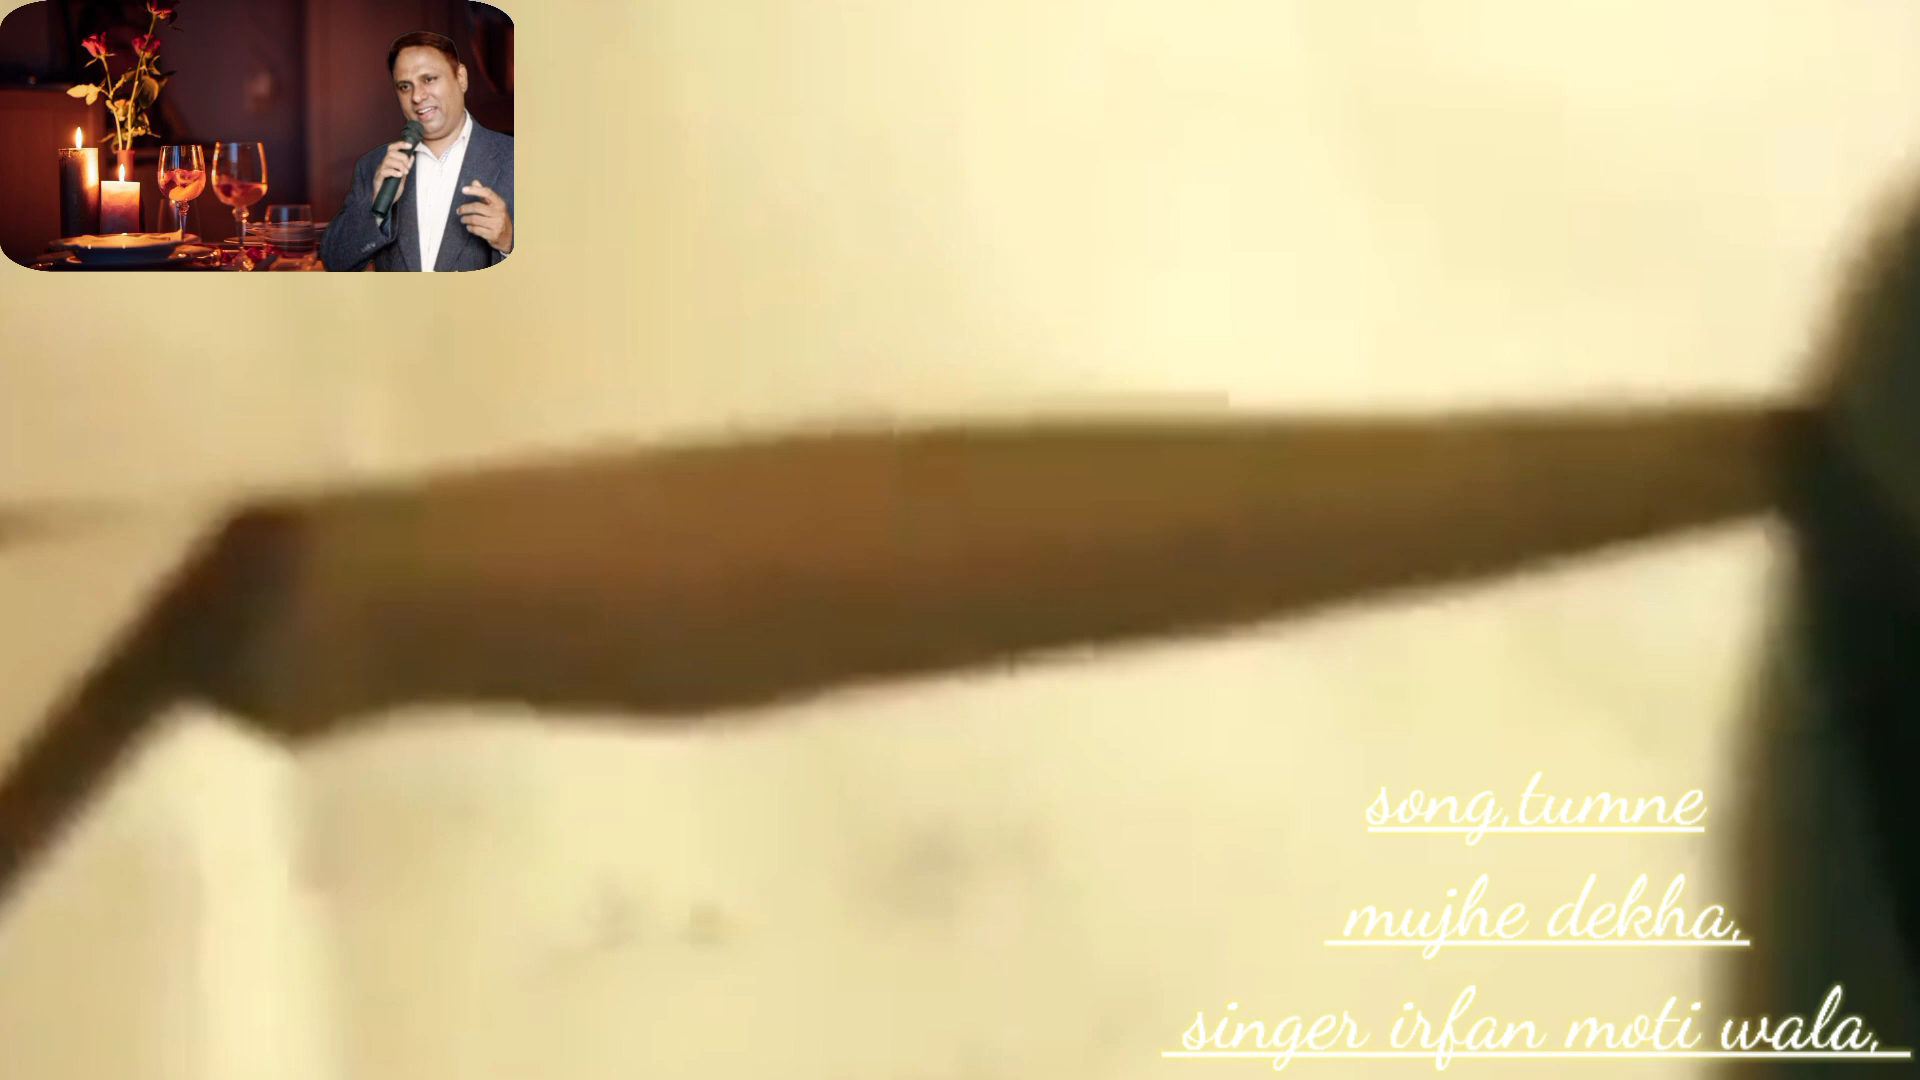 song,tumne
mujhe dekha,
singer irfan moti wala,